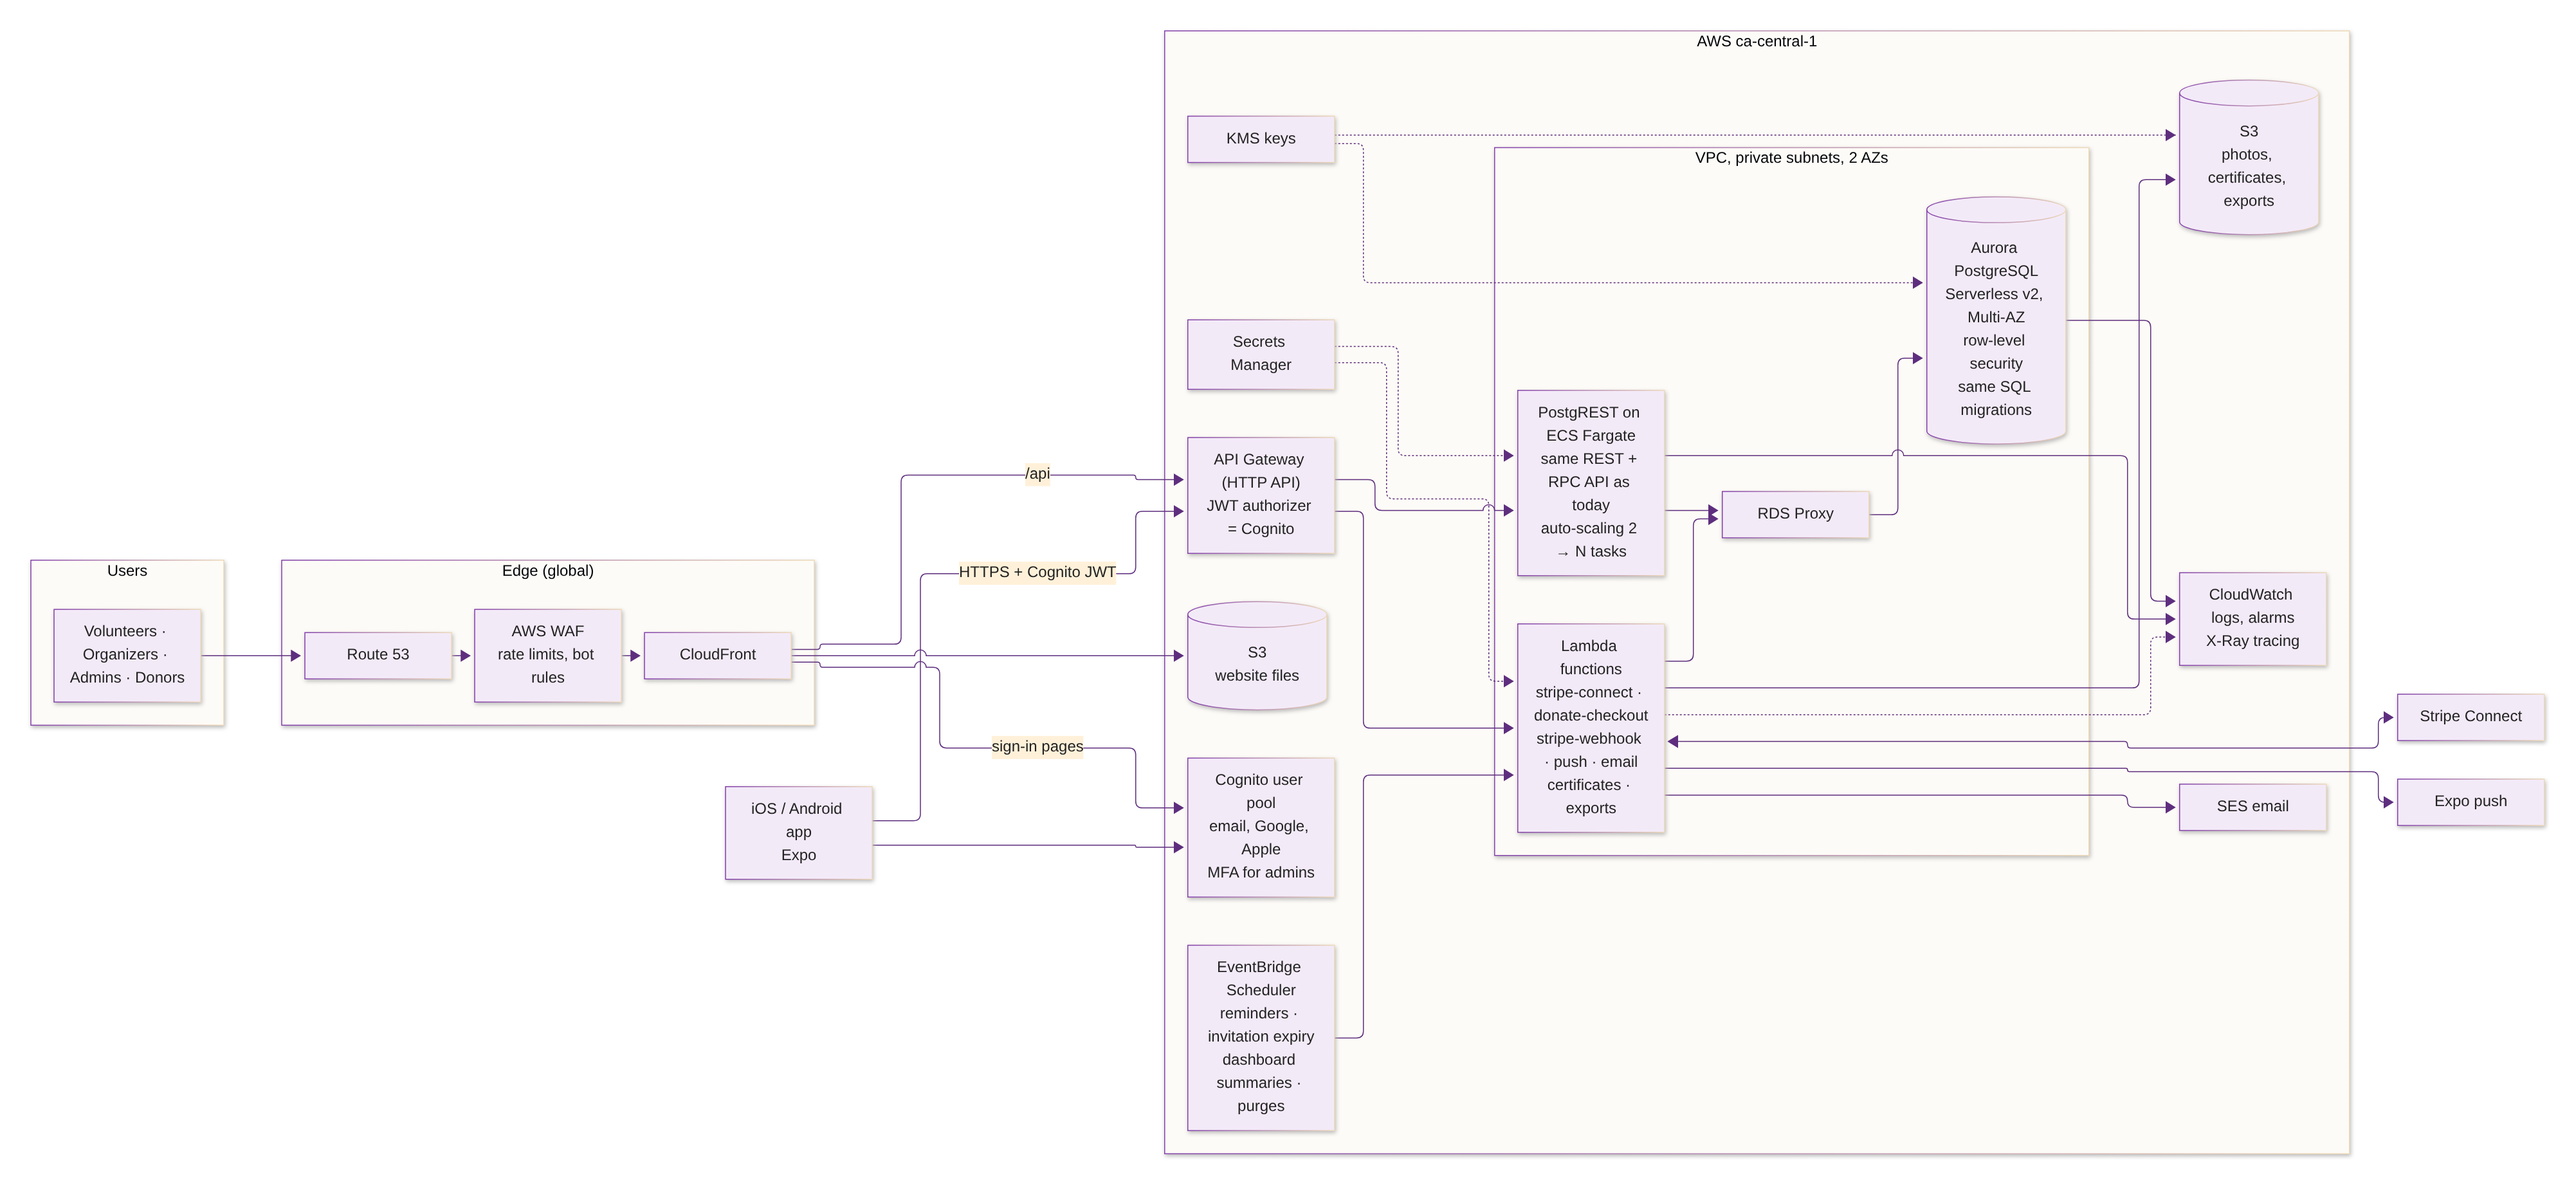 AWS ca-central-1
KMS keys
S3
photos,
certificates,
exports
VPC, private subnets, 2 AZs
Aurora
PostgreSQL
Serverless v2,
Multi-AZ
row-level
security
same SQL
migrations
Secrets
Manager
PostgREST on
ECS Fargate
same REST +
RPC API as
today
auto-scaling 2
→ N tasks
API Gateway
(HTTP API)
JWT authorizer
= Cognito
/api
RDS Proxy
HTTPS + Cognito JWT
Users
Volunteers ·
Organizers ·
Admins · Donors
Edge (global)
Route 53
AWS WAF
rate limits, bot
rules
CloudFront
S3
website files
Lambda
functions
stripe-connect ·
donate-checkout
stripe-webhook
· push · email
certificates ·
exports
CloudWatch
logs, alarms
X-Ray tracing
Stripe Connect
sign-in pages
iOS / Android
app
Expo
Cognito user
pool
email, Google,
Apple
MFA for admins
SES email
Expo push
EventBridge
Scheduler
reminders ·
invitation expiry
dashboard
summaries ·
purges